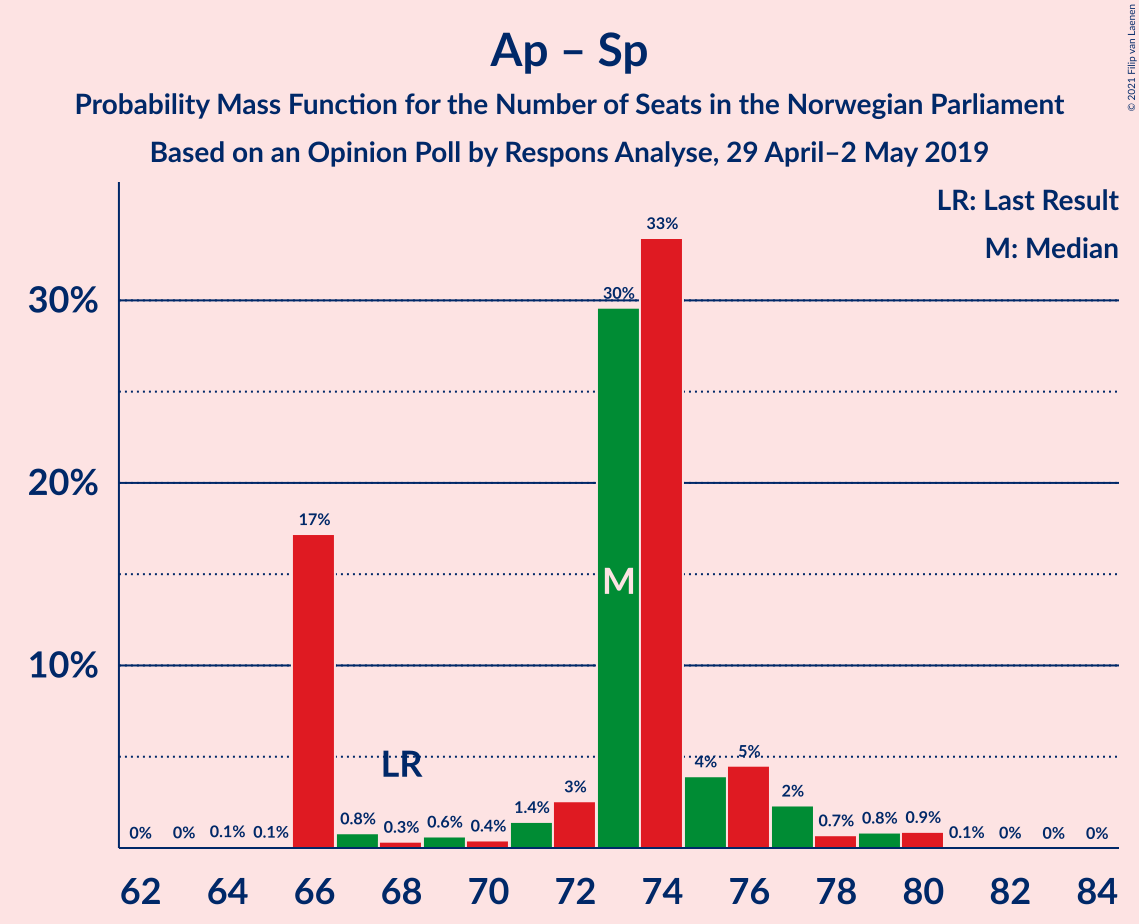 Ap – Sp
Probability Mass Function for the Number of Seats in the Norwegian Parliament
Based on an Opinion Poll by Respons Analyse, 29 April–2 May 2019
© 2021 Filip van Laenen
LR: Last Result
M: Median
30%
20%
10%
0% 0% 0.1% 0.1% 17% 0.8% 0.3% 0.6% 0.4% 1.4% 3% 30% 33% 4% 5% 2% 0.7% 0.8% 0.9% 0.1% 0% 0% 0%
LR
M
62 64 66 68 70 72 74 76 78 80 82 84